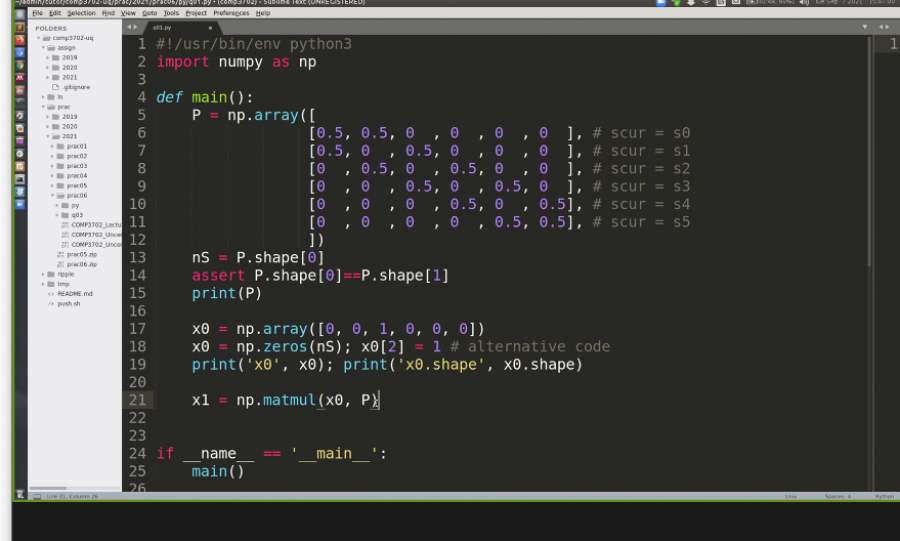 ~/admin/tutor/comp3702-uq/prac/2021/prac06/py/q01.py • (comp3702) - Sublime Text (UNREGISTERED)
File Edit Selection Find View Goto Tools Project Preferences Help
FOLDERS
comp3702-uq
assign
2019
2020
2021
.gitignore
prac
2019
2020
2021
prac01
prac02
prac03
prac04
prac05
prac06
py
q03
COMP3702_Lectu
COMP3702_Uncer
COMP3702_Uncer
prac05.zip
prac06.zip
ripple
tmp
README.md
push.sh
q01.py
1 #!/usr/bin/env python3
2 import numpy as np
3
4 def main():
5 P = np.array([
6 [0.5, 0.5, 0 , 0 , 0 , 0 ], # scur = s0
7 [0.5, 0 , 0.5, 0 , 0 , 0 ], # scur = s1
8 [0 , 0.5, 0 , 0.5, 0 , 0 ], # scur = s2
9 [0 , 0 , 0.5, 0 , 0.5, 0 ], # scur = s3
10 [0 , 0 , 0 , 0.5, 0 , 0.5], # scur = s4
11 [0 , 0 , 0 , 0 , 0.5, 0.5], # scur = s5
12 ])
13 nS = P.shape[0]
14 assert P.shape[0]==P.shape[1]
15 print(P)
16
17 x0 = np.array([0, 0, 1, 0, 0, 0])
18 x0 = np.zeros(nS); x0[2] = 1 # alternative code
19 print('x0', x0); print('x0.shape', x0.shape)
20
21 x1 = np.matmul(x0, P)
22
23
24 if __name__ == '__main__':
25 main()
26
1
Line 21, Column 26
Unix
Spaces: 4
Python